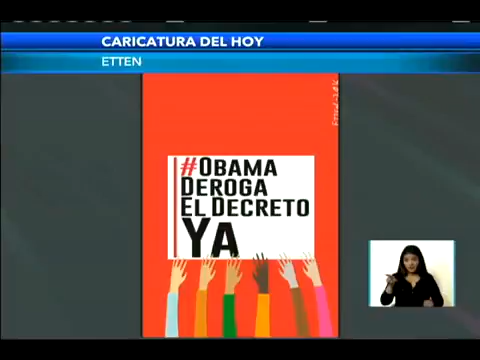 CARICATURA DEL HOY
ETTEN
#OBAMA
DEROGA
EL DECRETO
YA